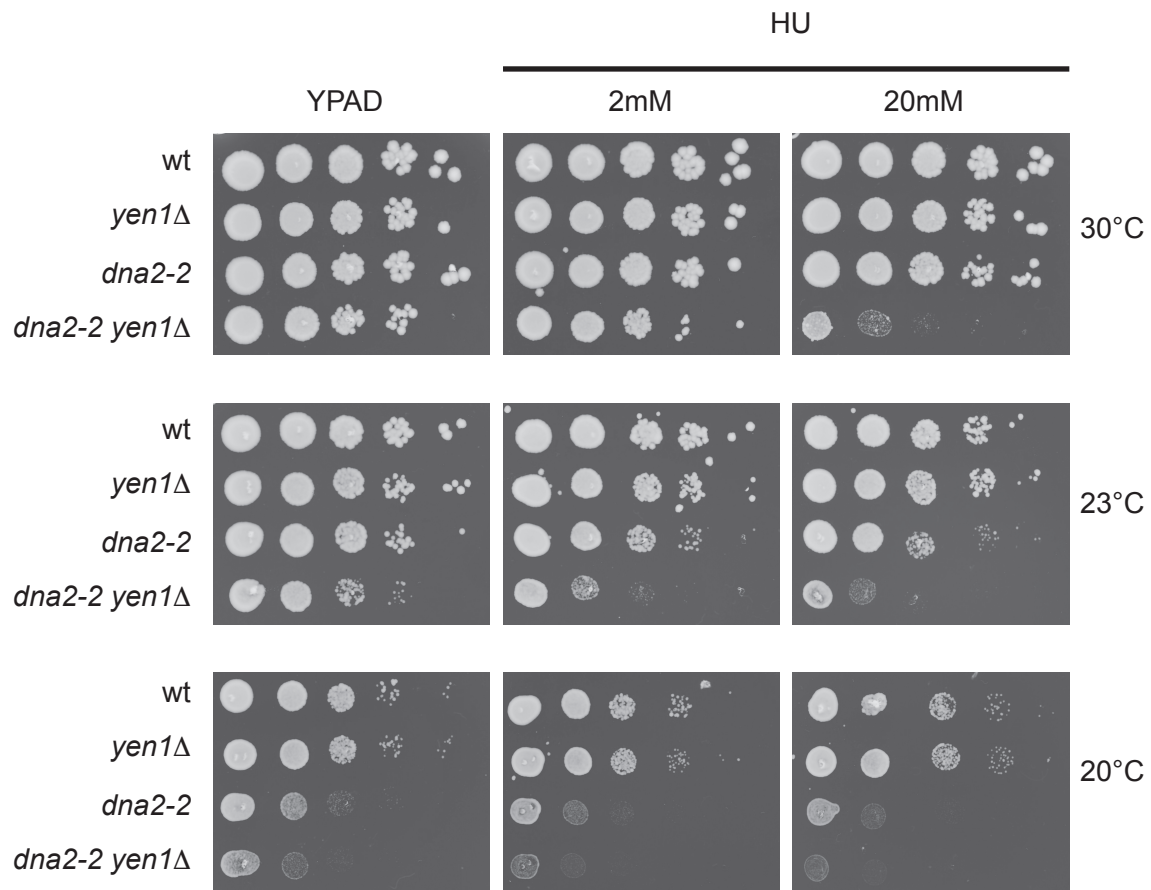 HU
YPAD 2mM 20mM
wt
yen1Δ
dna2-2
dna2-2 yen1Δ
30°C
wt
yen1Δ
dna2-2
dna2-2 yen1Δ
23°C
wt
yen1Δ
dna2-2
dna2-2 yen1Δ
20°C